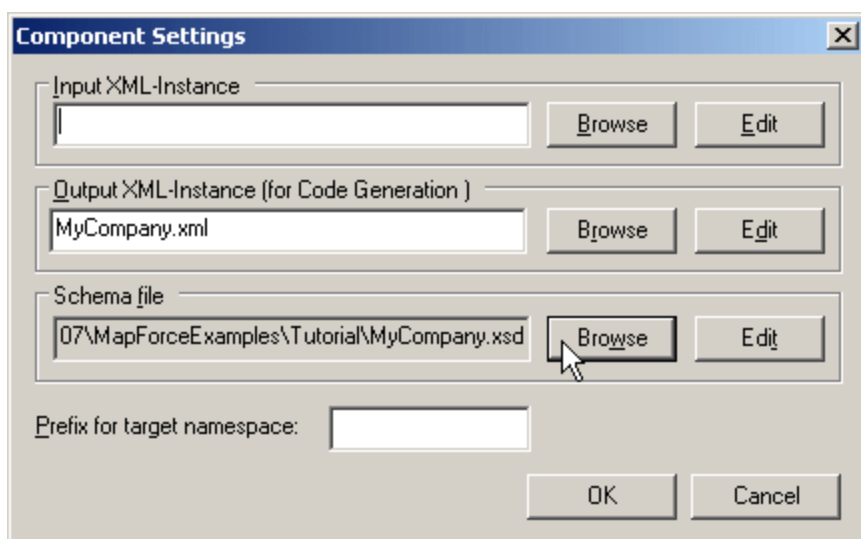 Component Settings
Input XML-Instance
Browse
Edit
Output XML-Instance (for Code Generation )
MyCompany.xml
Browse
Edit
Schema file
07\MapForceExamples\Tutorial\MyCompany.xsd
Browse
Edit
Prefix for target namespace:
OK
Cancel